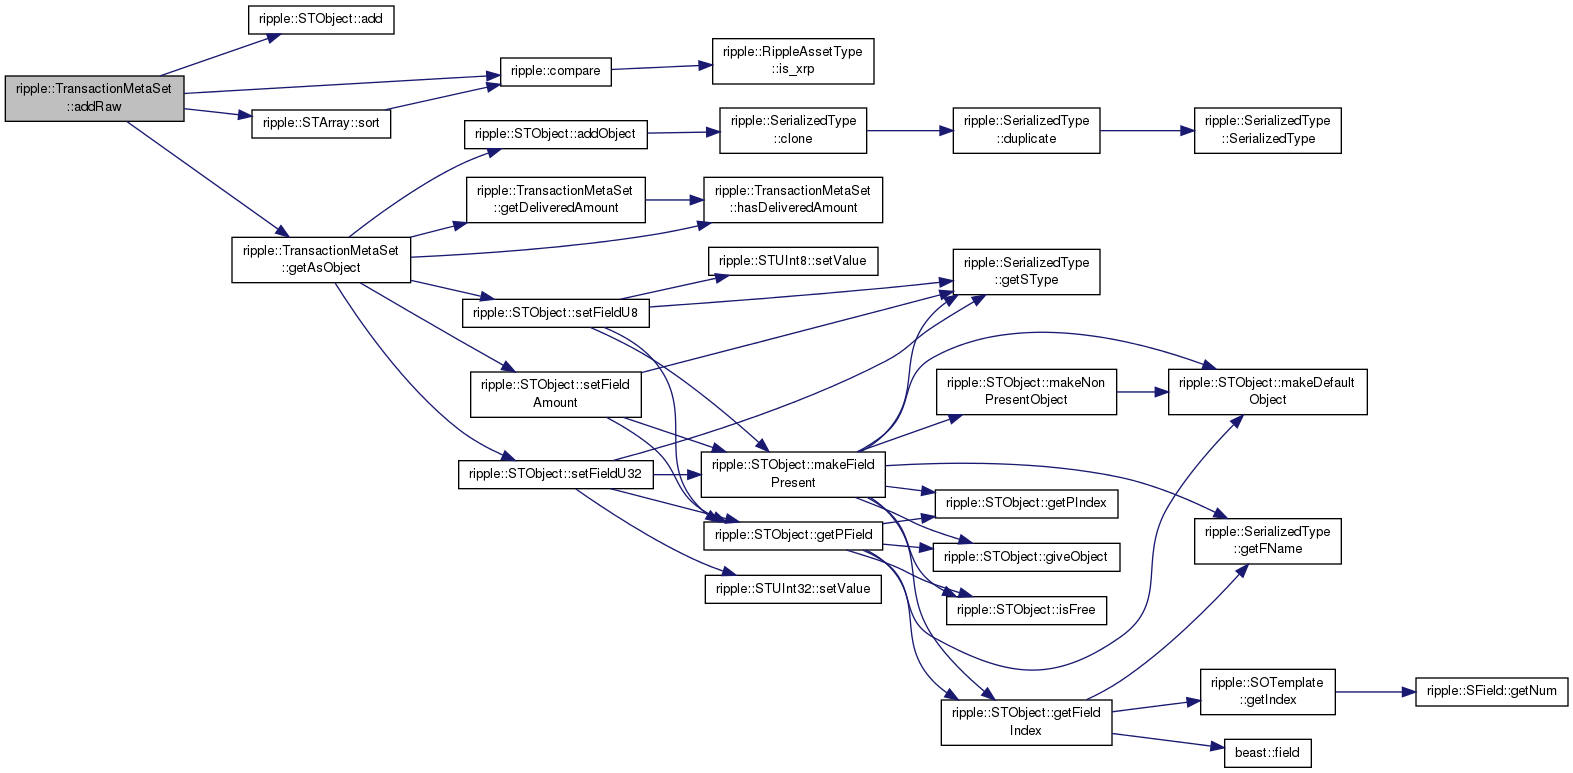 ripple::TransactionMetaSet
::addRaw
ripple::STObject::add
ripple::compare
ripple::STArray::sort
ripple::RippleAssetType
::is_xrp
ripple::STObject::addObject
ripple::SerializedType
::clone
ripple::SerializedType
::duplicate
ripple::SerializedType
::SerializedType
ripple::TransactionMetaSet
::getAsObject
ripple::TransactionMetaSet
::getDeliveredAmount
ripple::TransactionMetaSet
::hasDeliveredAmount
ripple::STObject::setFieldU8
ripple::STUInt8::setValue
ripple::SerializedType
::getSType
ripple::STObject::setField
Amount
ripple::STObject::setFieldU32
ripple::STObject::makeField
Present
ripple::STObject::getPField
ripple::STUInt32::setValue
ripple::STObject::makeNon
PresentObject
ripple::STObject::makeDefault
Object
ripple::STObject::getPIndex
ripple::STObject::giveObject
ripple::STObject::isFree
ripple::SerializedType
::getFName
ripple::STObject::getField
Index
ripple::SOTemplate
::getIndex
ripple::SField::getNum
beast::field